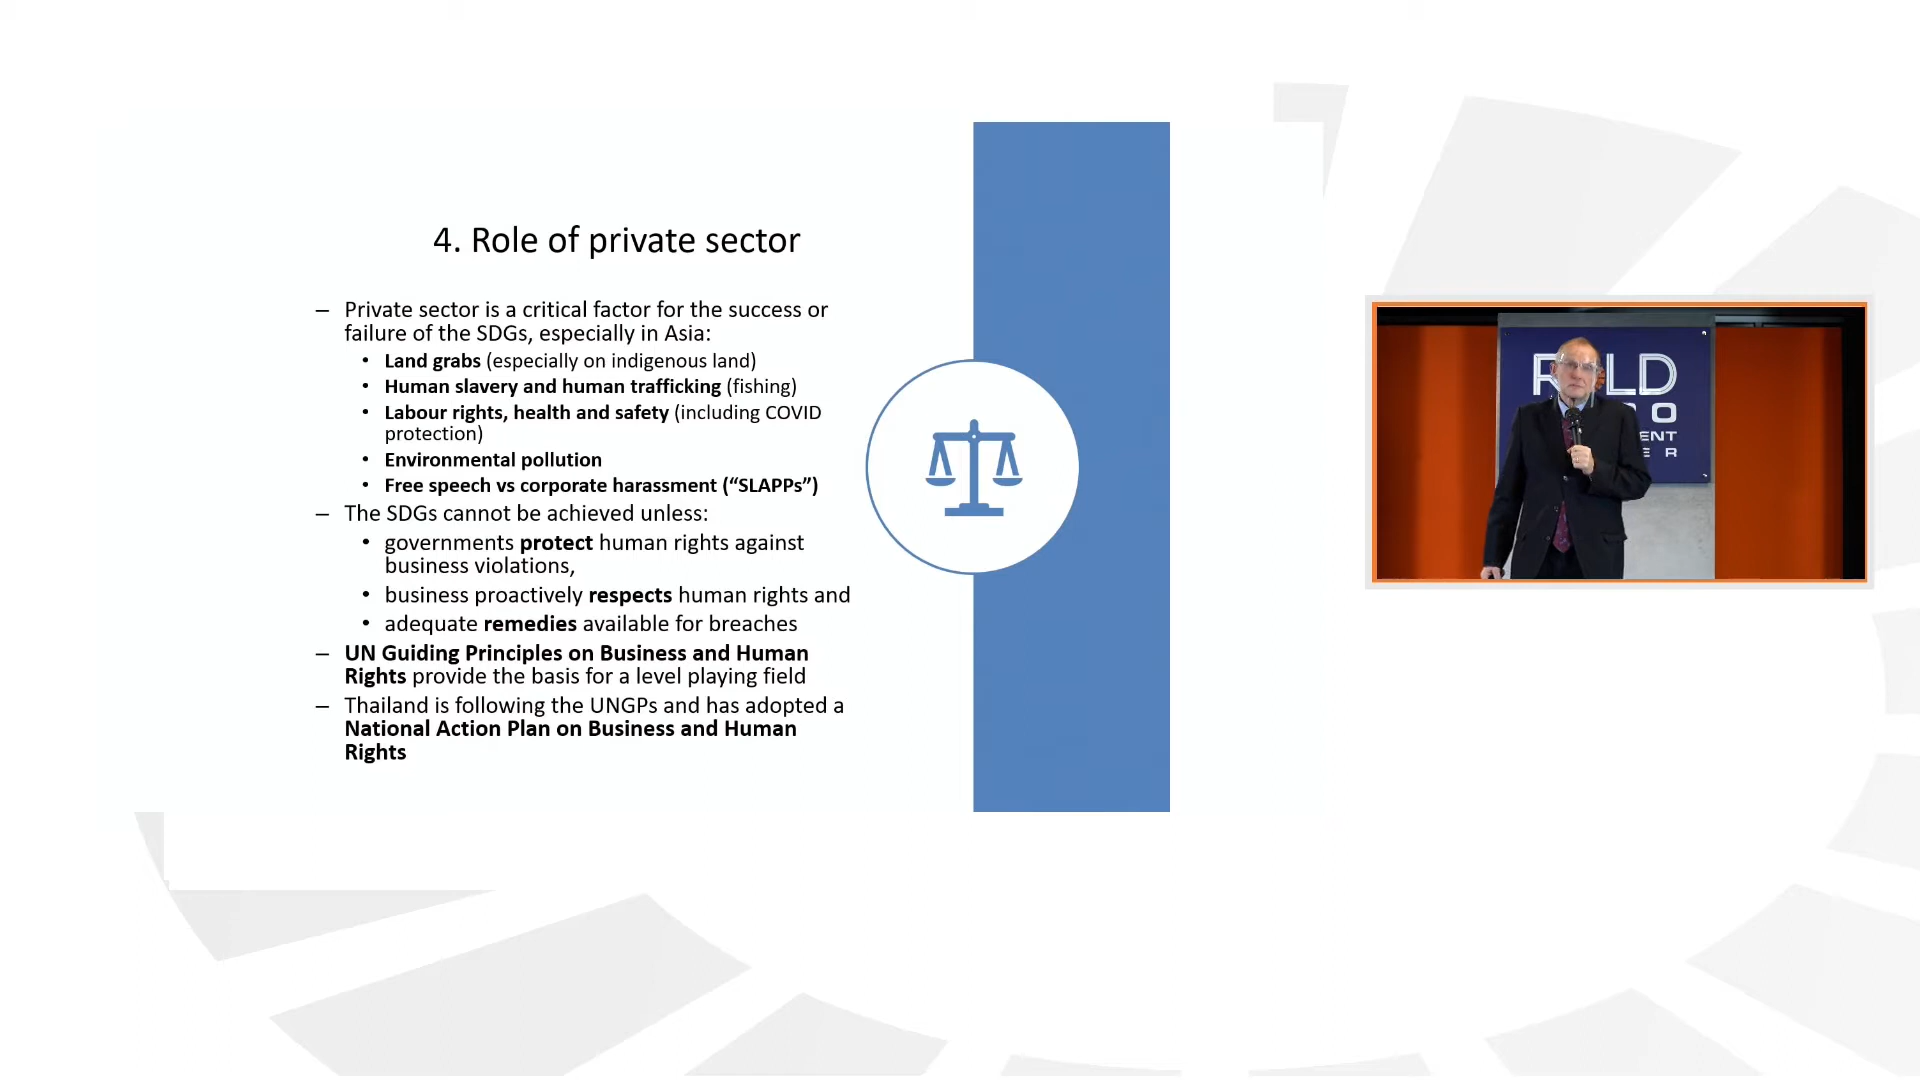 4. Role of private sector
– Private sector is a critical factor for the success or
failure of the SDGs, especially in Asia:
• Land grabs (especially on indigenous land)
• Human slavery and human trafficking (fishing)
• Labour rights, health and safety (including COVID
protection)
• Environmental pollution
• Free speech vs corporate harassment (“SLAPPs”)
– The SDGs cannot be achieved unless:
• governments protect human rights against
business violations,
• business proactively respects human rights and
• adequate remedies available for breaches
– UN Guiding Principles on Business and Human
Rights provide the basis for a level playing field
– Thailand is following the UNGPs and has adopted a
National Action Plan on Business and Human
Rights